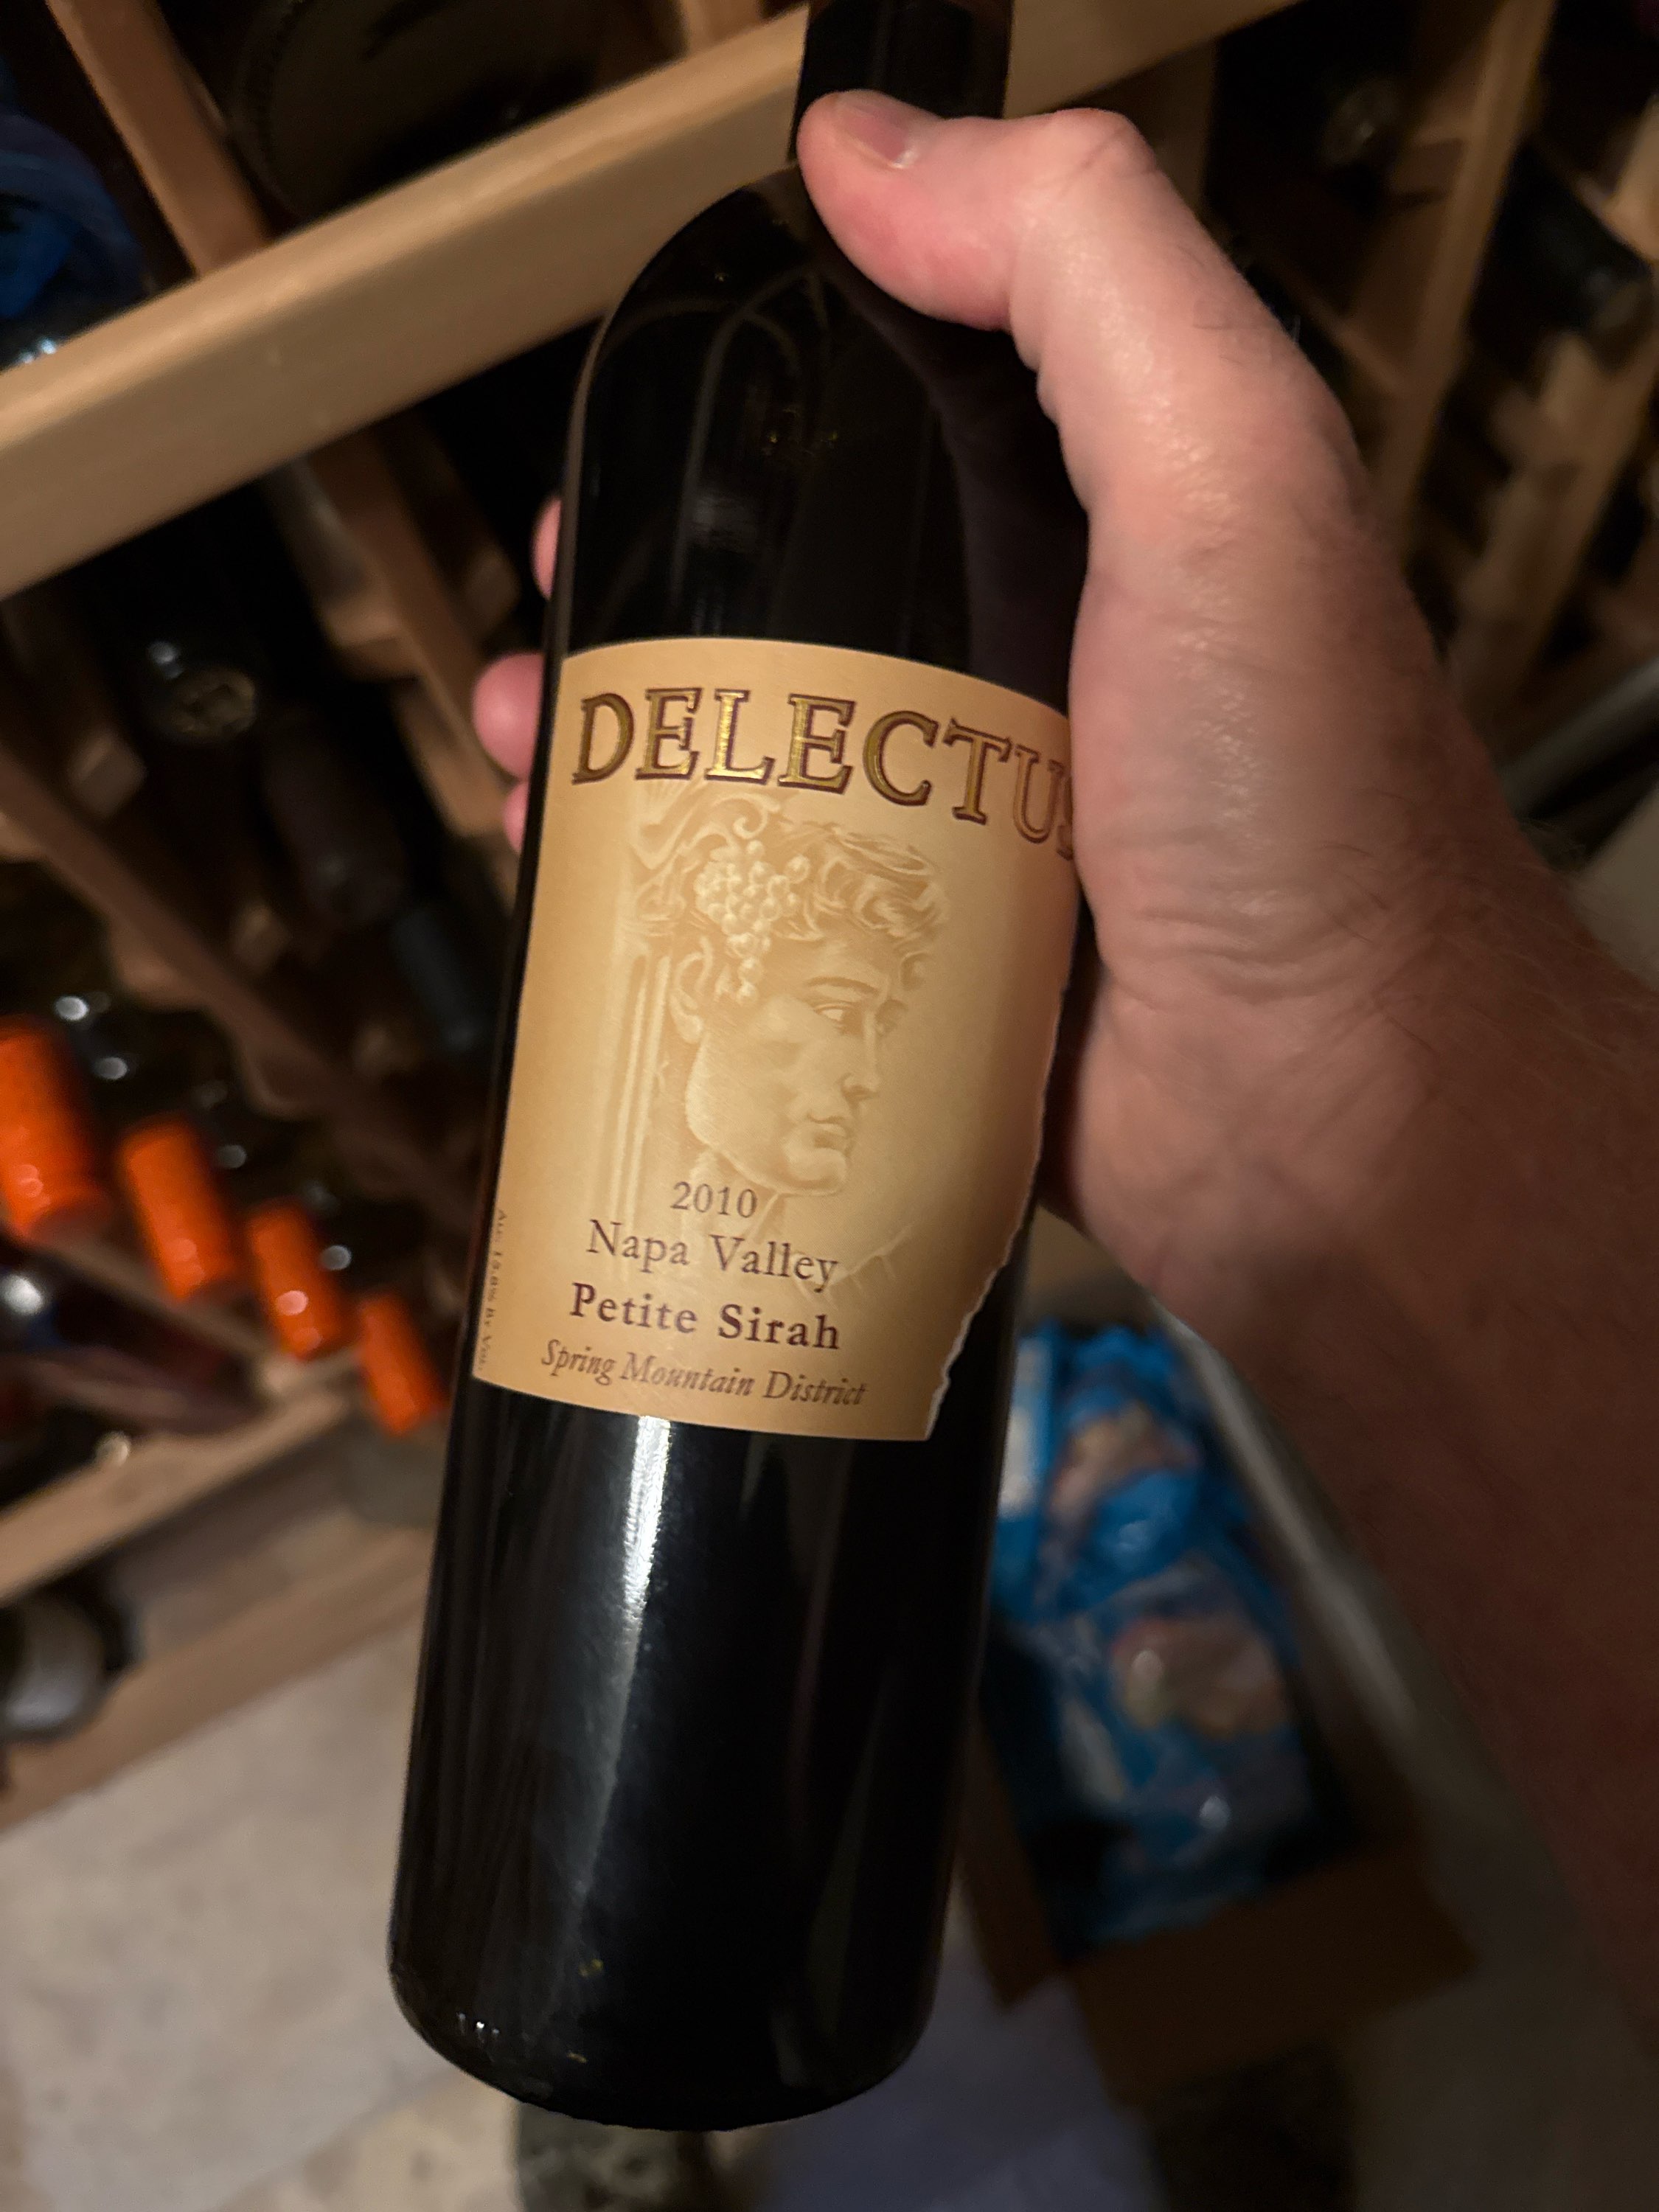 DELECTUS
2010
Napa Valley
Petite Sirah
Spring Mountain District